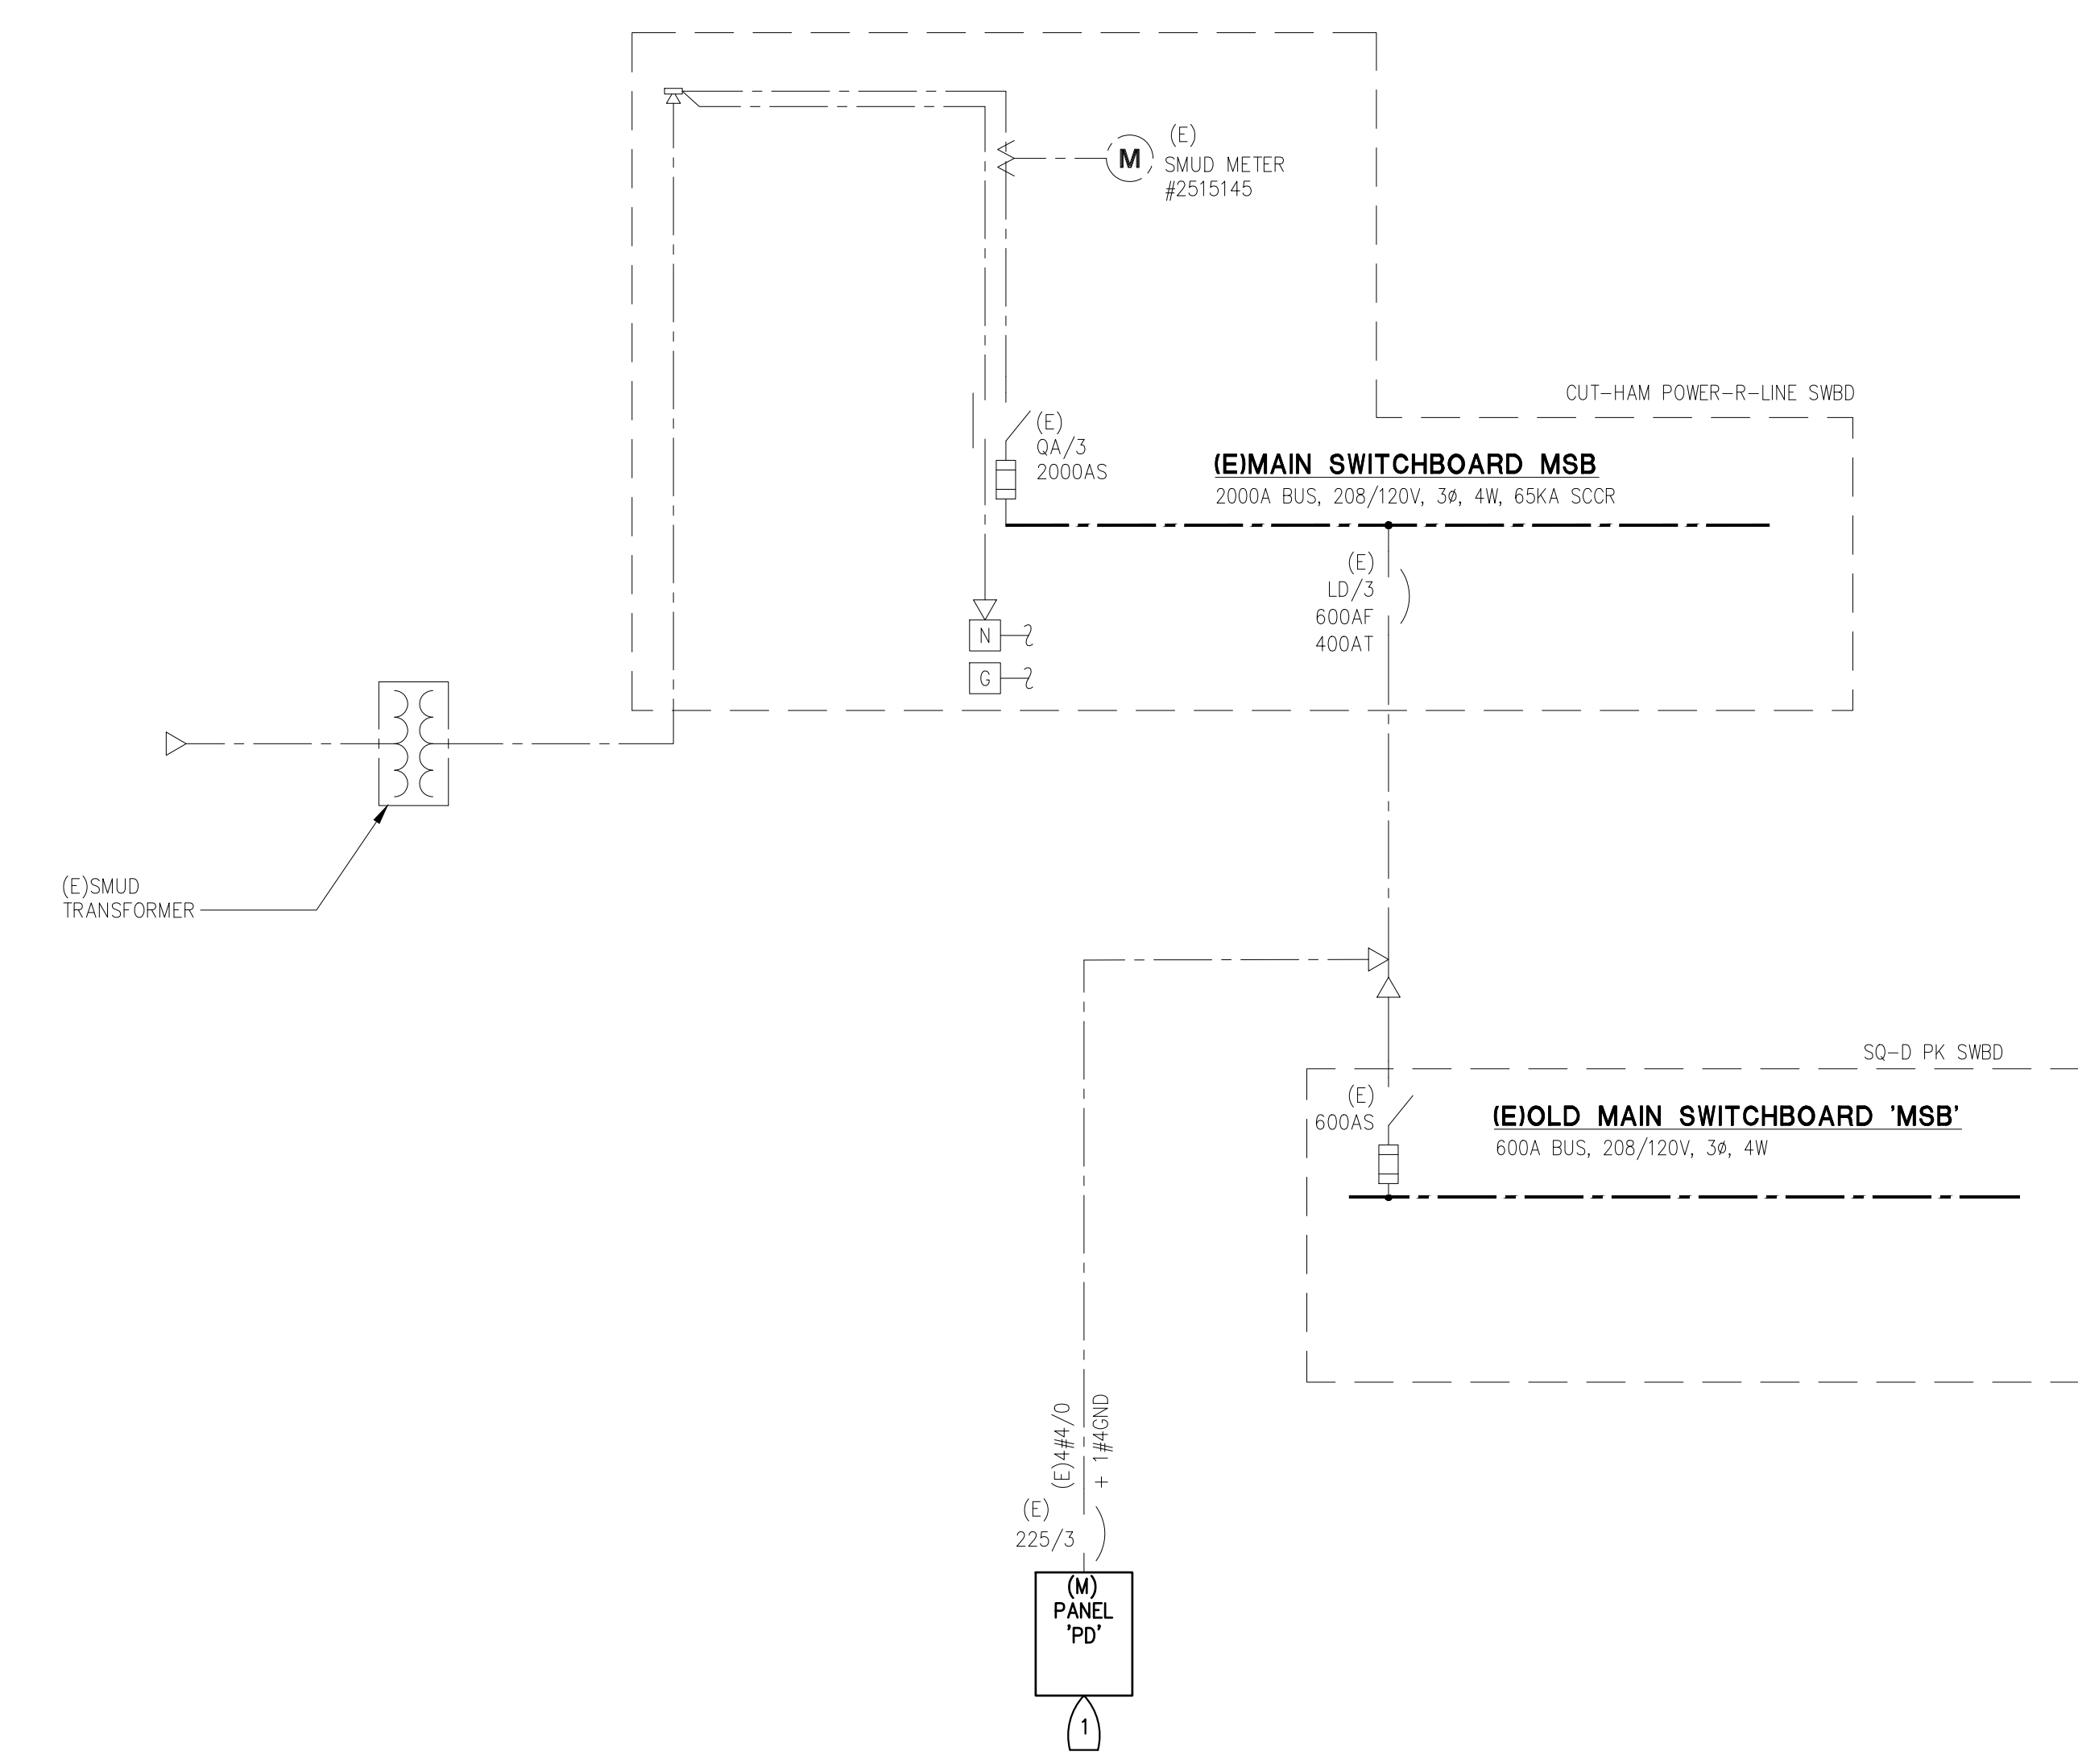 (E)
SMUD METER
#2515145
CUT-HAM POWER-R-LINE SWBD
(E)
QA/3
2000AS
(E)MAIN SWITCHBOARD MSB
2000A BUS, 208/120V, 3ø, 4W, 65KA SCCR
M
(E)
LD/3
600AF
400AT
N
G
(E)SMUD
TRANSFORMER
SQ-D PK SWBD
(E)
600AS
(E)OLD MAIN SWITCHBOARD 'MSB'
600A BUS, 208/120V, 3ø, 4W
(E)4#4/0
+ 1#4GND
(E)
225/3
(M)
PANEL
'PD'
1